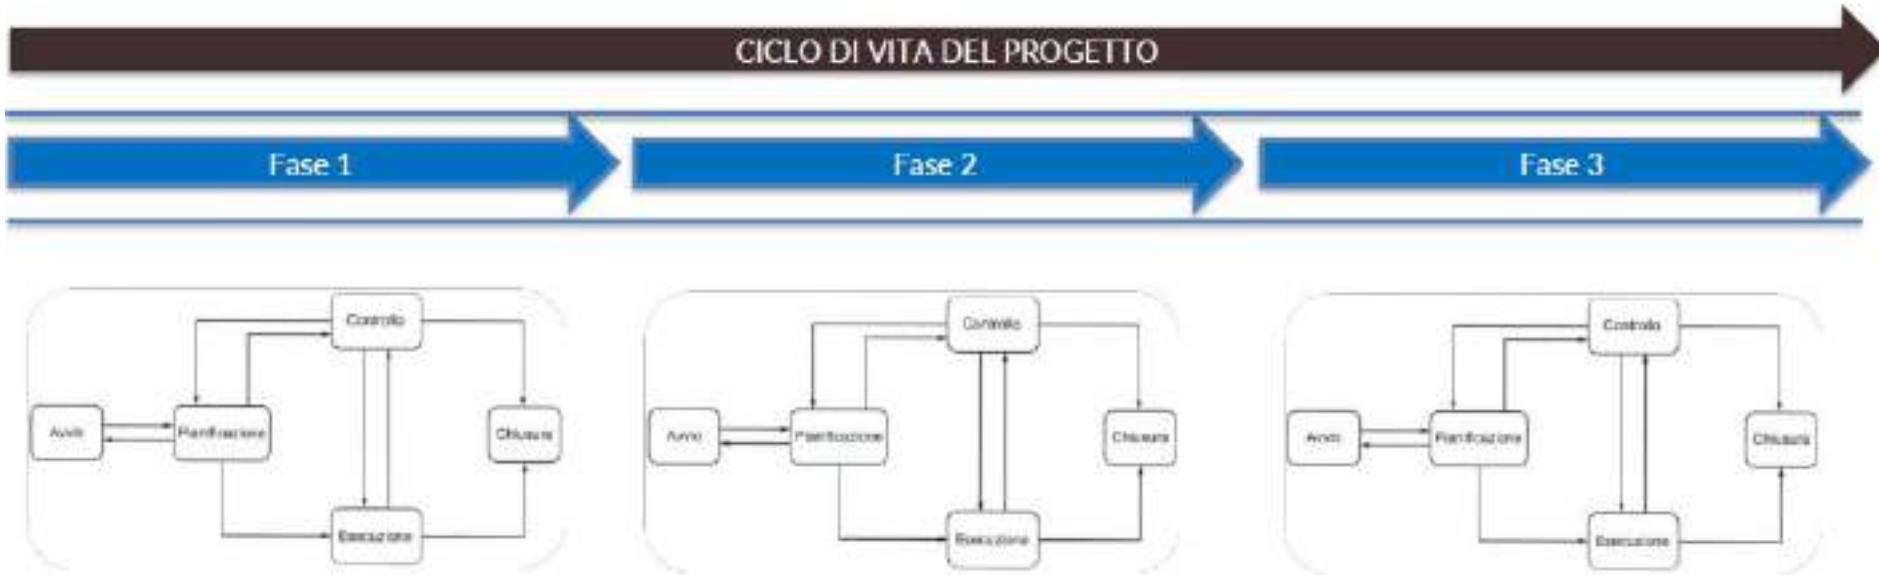 CICLO DI VITA DEL PROGETTO
Fase 1
Fase 2
Fase 3
Controllo
Avvio
Pianificazione
Chiusura
Esecuzione
Controllo
Avvio
Pianificazione
Chiusura
Esecuzione
Controllo
Avvio
Pianificazione
Chiusura
Esecuzione